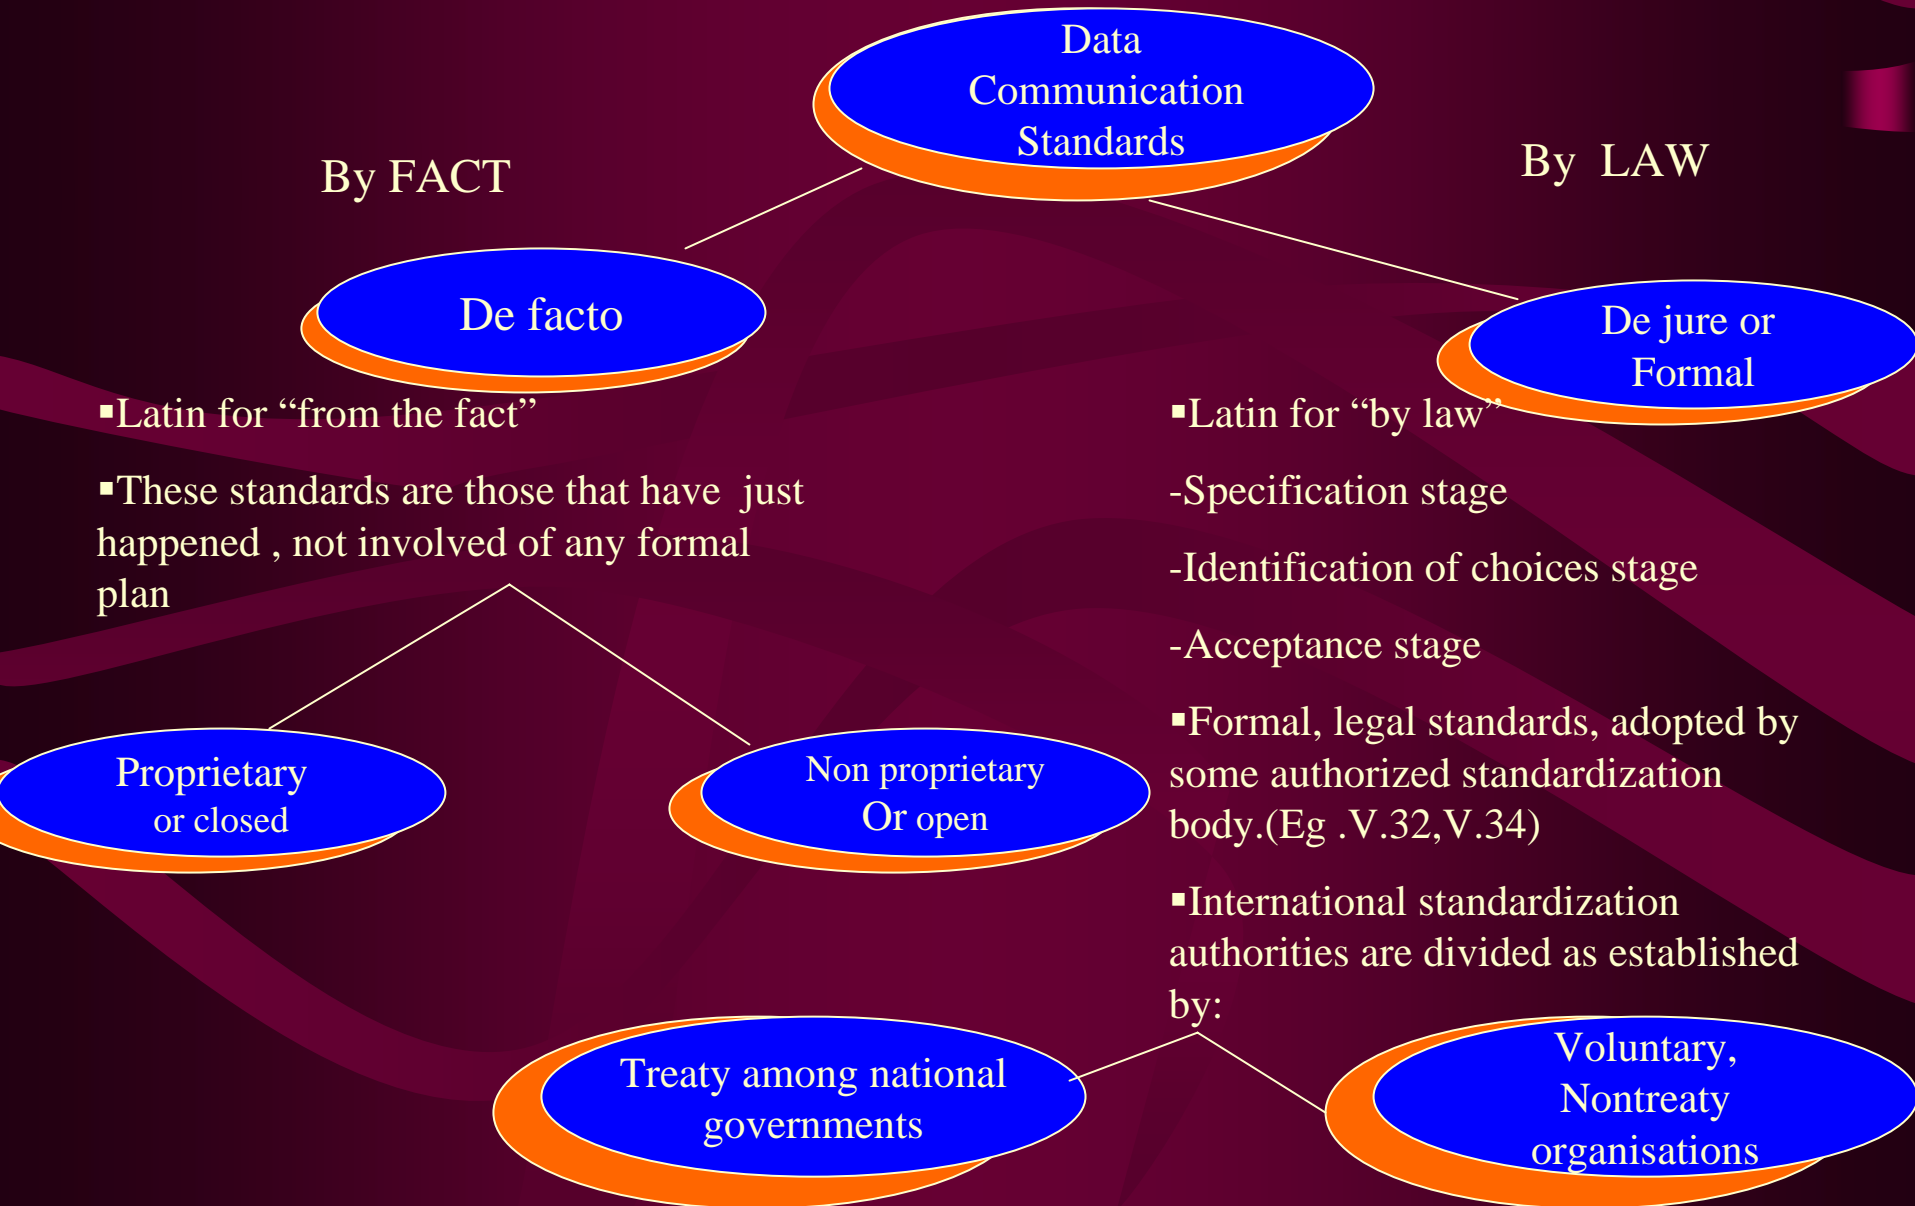 Data
Communication
Standards
By FACT
By LAW
De facto
De jure or
Formal
▪Latin for “from the fact”
▪These standards are those that have just
happened , not involved of any formal
plan
Proprietary
or closed
Non proprietary
Or open
▪Latin for “by law”
-Specification stage
-Identification of choices stage
-Acceptance stage
▪Formal, legal standards, adopted by
some authorized standardization
body.(Eg .V.32,V.34)
▪International standardization
authorities are divided as established
by:
Treaty among national
governments
Voluntary,
Nontreaty
organisations